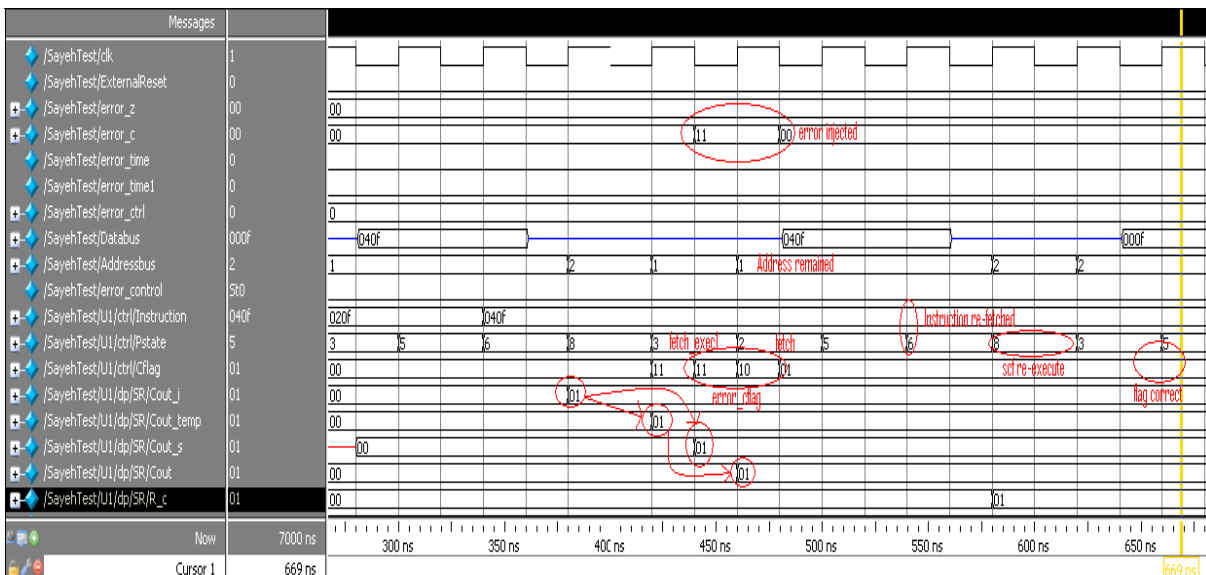 Messages
/SayehTest/clk 1
/SayehTest/ExternalReset 0
/SayehTest/error_z 00 00
/SayehTest/error_c 00 00 11 00 error injected
/SayehTest/error_time 0
/SayehTest/error_time1 0
/SayehTest/error_ctrl 0 0
/SayehTest/Databus 000f 040f 040f 000f
/SayehTest/Addressbus 2 1 2 1 1 Address remained 2 2
/SayehTest/error_control St0
/SayehTest/U1/ctrl/Instruction 040f 020f 040f Instruction re-fetched
/SayehTest/U1/ctrl/Pstate 5 3 5 6 8 3 fetch_exec1 2 fetch 5 6 8 3 5
/SayehTest/U1/ctrl/Cflag 01 00 11 11 10 01 scf re-execute
/SayehTest/U1/dp/SR/Cout_i 01 00 01 error_cflag flag correct
/SayehTest/U1/dp/SR/Cout_temp 01 00 01
/SayehTest/U1/dp/SR/Cout_s 01 00 01
/SayehTest/U1/dp/SR/Cout 01 00 01
/SayehTest/U1/dp/SR/R_c 01 00 01
Now 7000 ns 300 ns 350 ns 400 ns 450 ns 500 ns 550 ns 600 ns 650 ns
Cursor 1 669 ns 669 ns